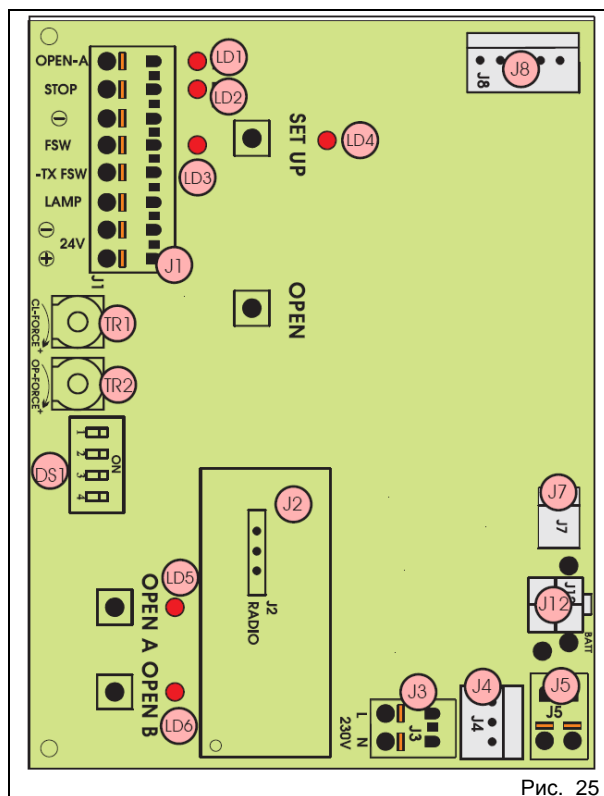 OPEN-A
STOP
⊖
FSW
-TX FSW
LAMP
⊖
24V
⊕
J1
J1
LD1
LD2
LD3
SET UP
LD4
J8
J8
OPEN
CL-FORCE +
TR1
OP-FORCE +
TR2
DS1
1
2
3
4
ON
J2
J2
RADIO
J7
J7
J12
BATT
LD5
OPEN A
OPEN B
LD6
J3
J3
L
N
230V
J4
J4
J5
J5
Рис. 25